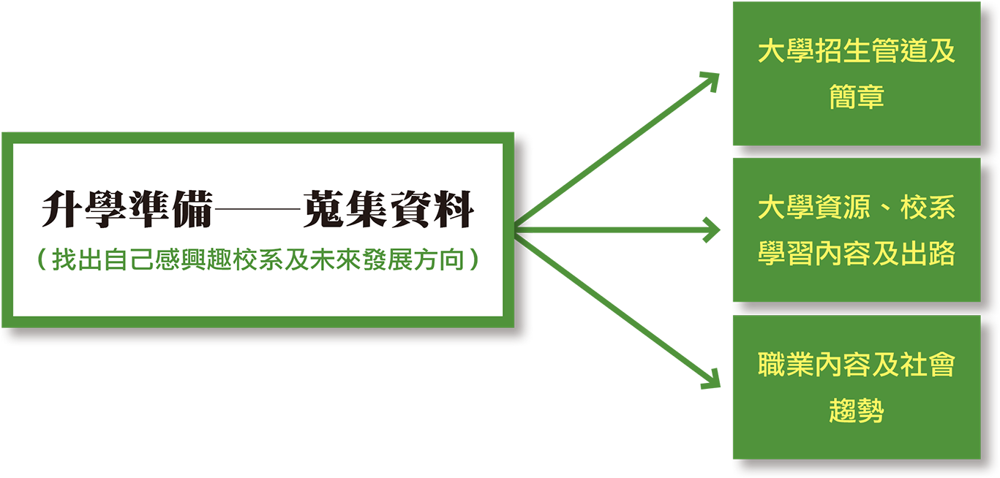 升學準備──蒐集資料
（找出自己感興趣校系及未來發展方向）
大學招生管道及
簡章
大學資源、校系
學習內容及出路
職業內容及社會
趨勢